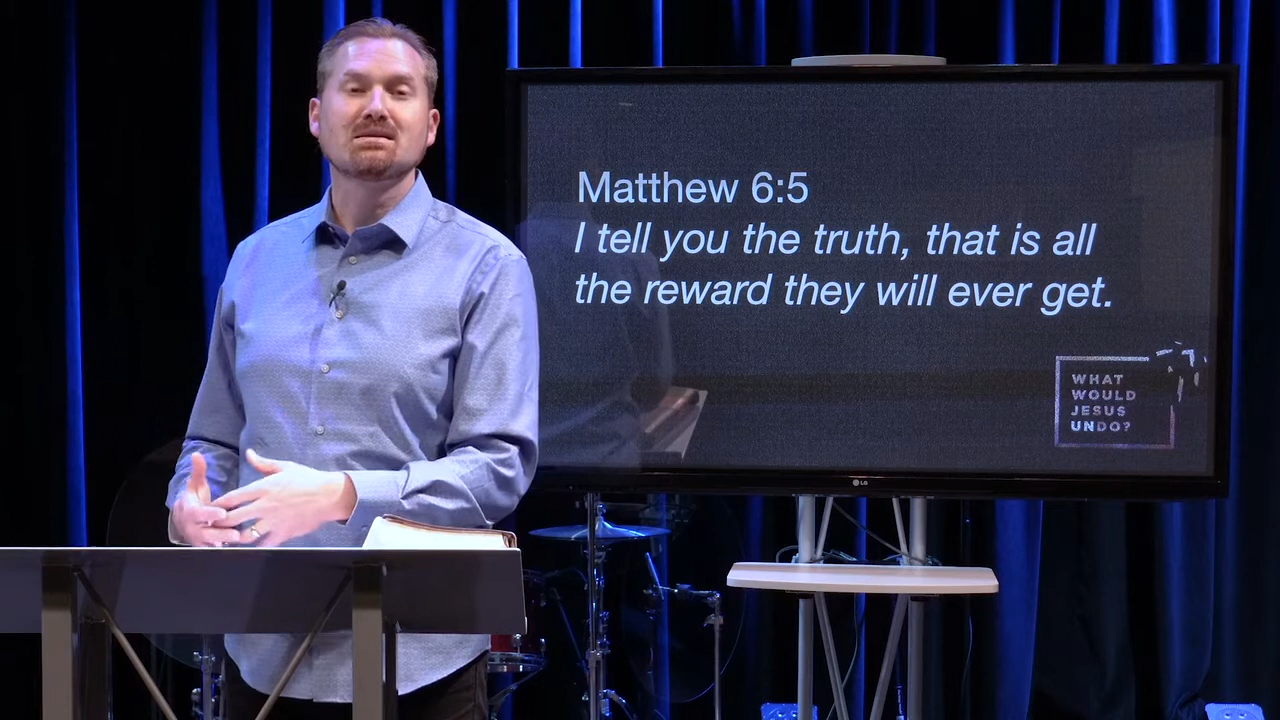 Matthew 6:5
I tell you the truth, that is all
the reward they will ever get.
WHAT
WOULD
JESUS
UNDO?
LG